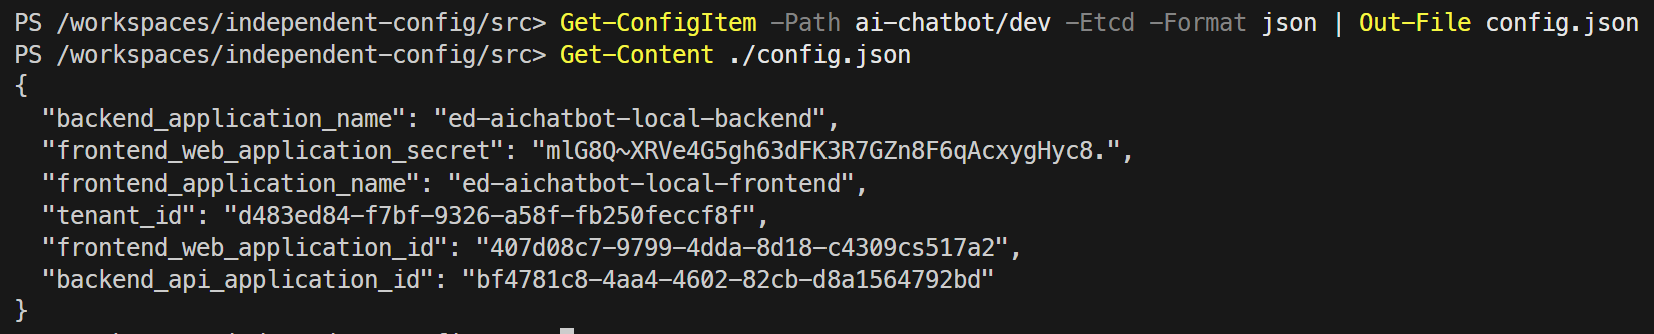 PS /workspaces/independent-config/src> Get-ConfigItem -Path ai-chatbot/dev -Etcd -Format json | Out-File config.json
PS /workspaces/independent-config/src> Get-Content ./config.json
{
  "backend_application_name": "ed-aichatbot-local-backend",
  "frontend_web_application_secret": "mlG8Q~XRVe4G5gh63dFK3R7GZn8F6qAcxygHyc8.",
  "frontend_application_name": "ed-aichatbot-local-frontend",
  "tenant_id": "d483ed84-f7bf-9326-a58f-fb250feccf8f",
  "frontend_web_application_id": "407d08c7-9799-4dda-8d18-c4309cs517a2",
  "backend_api_application_id": "bf4781c8-4aa4-4602-82cb-d8a1564792bd"
}